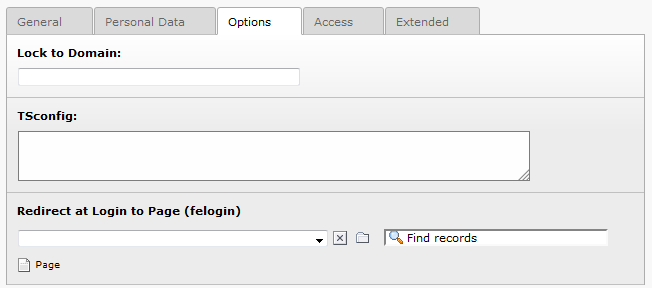 General
Personal Data
Options
Access
Extended
Lock to Domain:
TSconfig:
Redirect at Login to Page (felogin)
Find records
Page